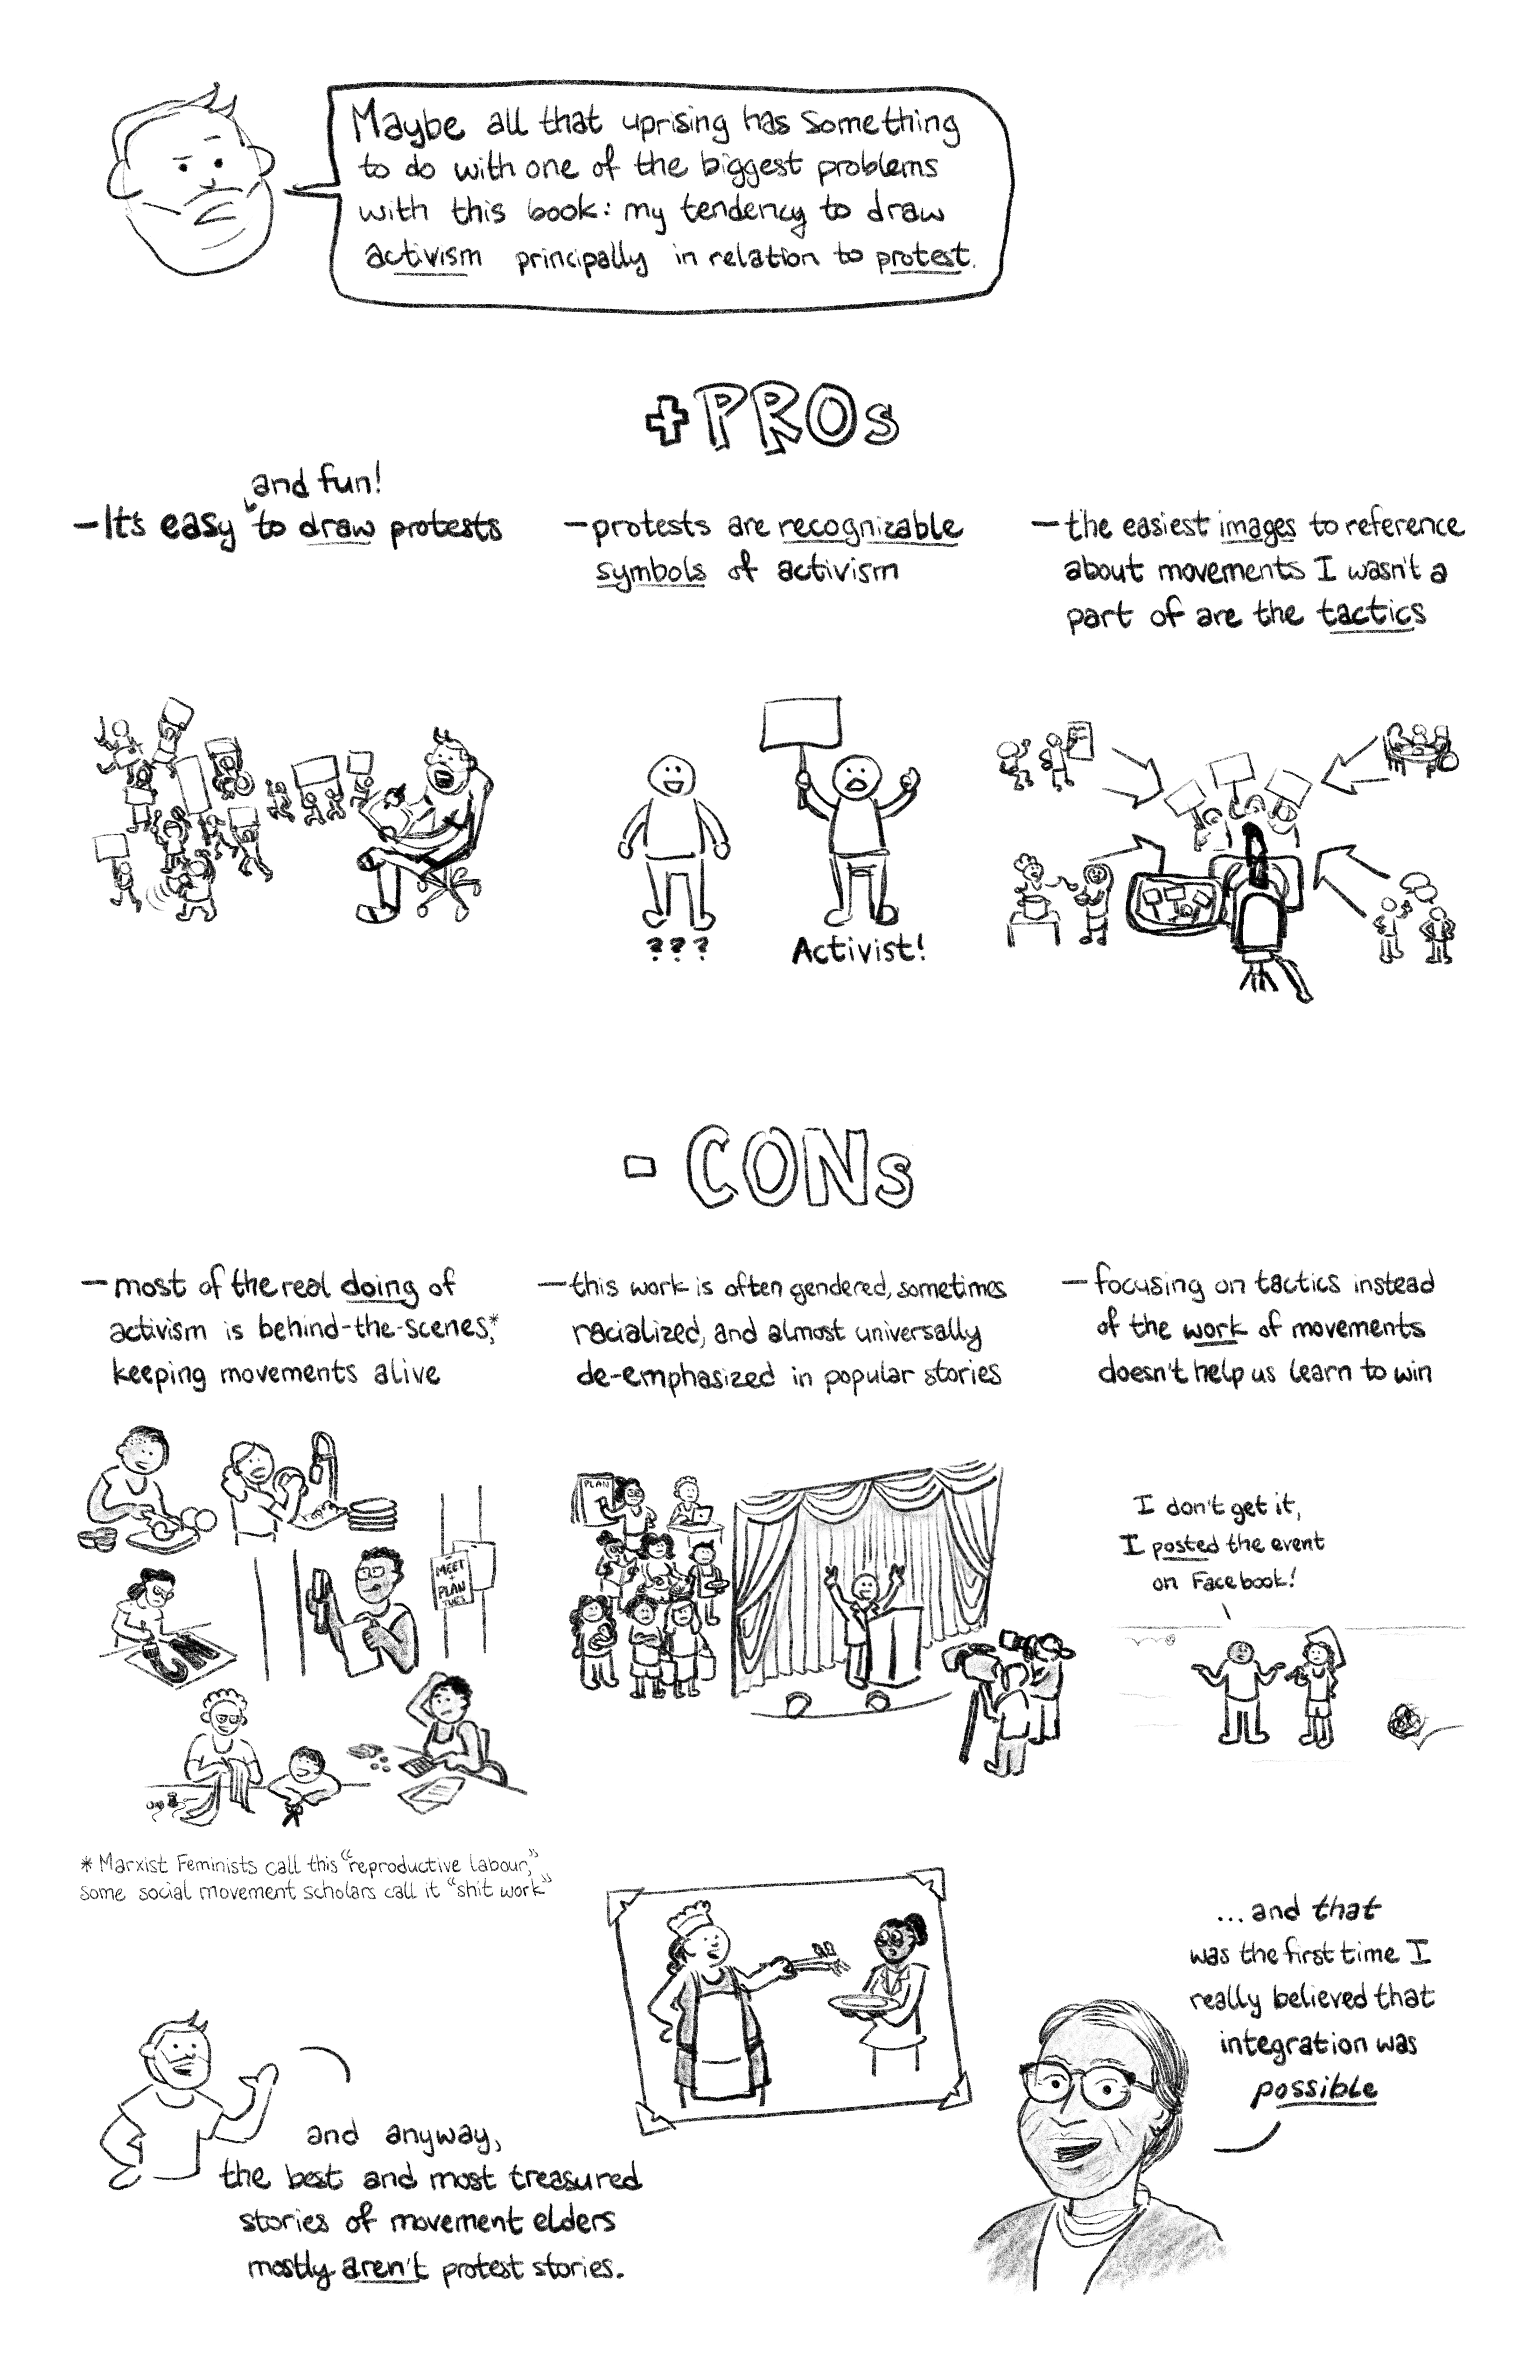 Maybe all that uprising has something
to do with one of the biggest problems
with this book: my tendency to draw
activism principally in relation to protest.
+PROs
and fun!
—It's easy to draw protests
—protests are recognizable
symbols of activism
—the easiest images to reference
about movements I wasn't a
part of are the tactics
???
Activist!
- CONs
—most of the real doing of
activism is behind-the-scenes,*
keeping movements alive
—this work is often gendered, sometimes
racialized, and almost universally
de-emphasized in popular stories
—focusing on tactics instead
of the work of movements
doesn't help us learn to win
MEET
+
PLAN
TUES
PLAN
I don't get it,
I posted the event
on Facebook!
* Marxist Feminists call this "reproductive labour,"
some social movement scholars call it "shit work"
and anyway,
the best and most treasured
stories of movement elders
mostly aren't protest stories.
...and that
was the first time I
really believed that
integration was
possible